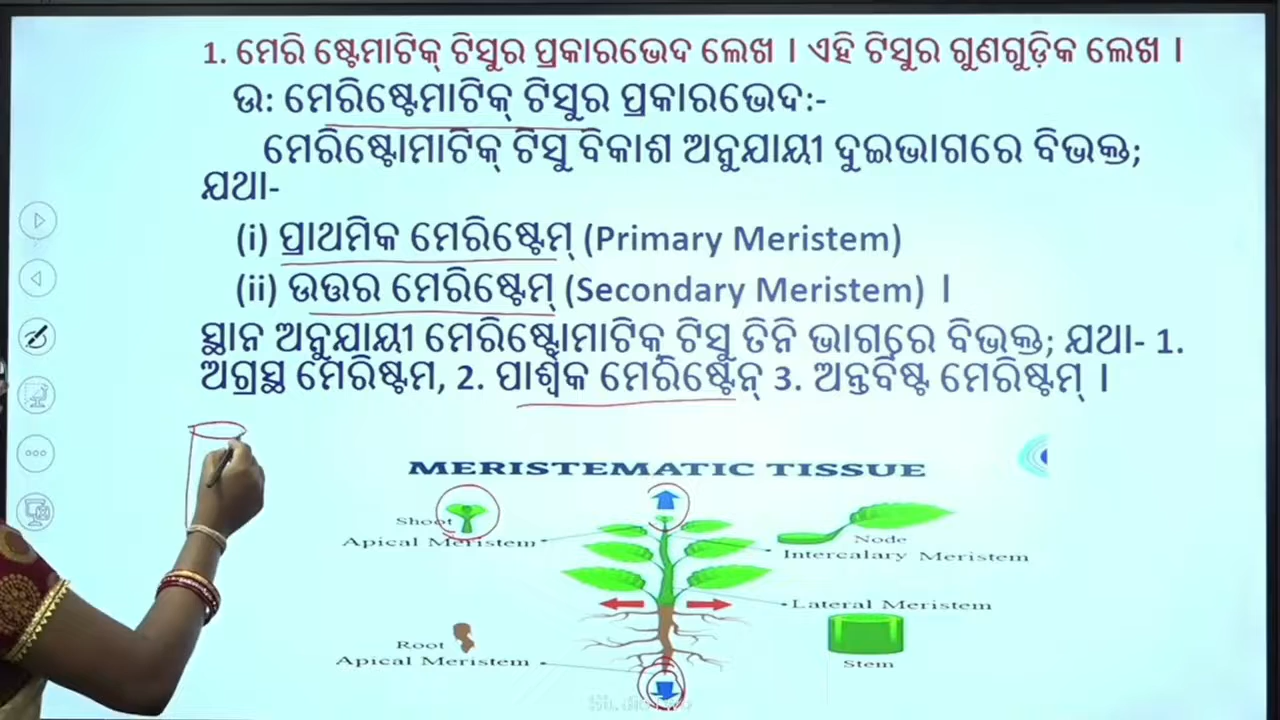 1. ମେରି ଷ୍ଟେମାଟିକ୍ ଟିସୁର ପ୍ରକାରଭେଦ ଲେଖ । ଏହି ଟିସୁର ଗୁଣଗୁଡ଼ିକ ଲେଖ ।
ଉ: ମେରିଷ୍ଟେମାଟିକ୍ ଟିସୁର ପ୍ରକାରଭେଦ:-
ମେରିଷ୍ଟୋମାଟିକ୍ ଟିସୁ ବିକାଶ ଅନୁଯାୟୀ ଦୁଇଭାଗରେ ବିଭକ୍ତ;
ଯଥା-
(i) ପ୍ରାଥମିକ ମେରିଷ୍ଟେମ୍ (Primary Meristem)
(ii) ଉତ୍ତର ମେରିଷ୍ଟେମ୍ (Secondary Meristem) ।
ସ୍ଥାନ ଅନୁଯାୟୀ ମେରିଷ୍ଟୋମାଟିକ୍ ଟିସୁ ତିନି ଭାଗରେ ବିଭକ୍ତ; ଯଥା- 1.
ଅଗ୍ରସ୍ଥ ମେରିଷ୍ଟମ, 2. ପାର୍ଶ୍ୱିକ ମେରିଷ୍ଟେନ୍ 3. ଅନ୍ତର୍ବିଷ୍ଟ ମେରିଷ୍ଟମ୍ ।
MERISTEMATIC TISSUE
Shoot
Apical Meristem
Node
Intercalary Meristem
Lateral Meristem
Root
Apical Meristem
Stem